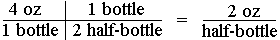 4 oz 1 bottle 2 oz
1 bottle 2 half-bottle = half-bottle